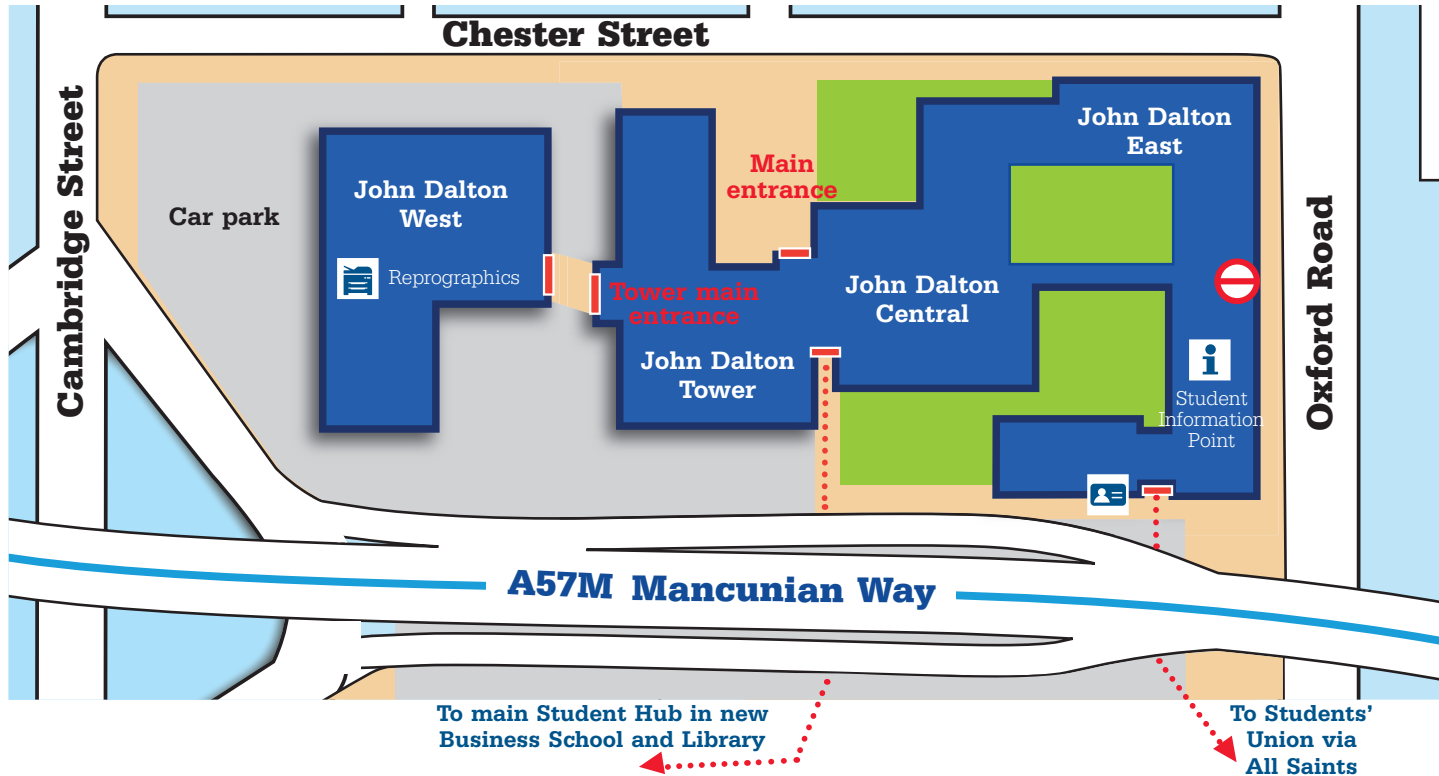 Chester Street
Cambridge Street
Car park
John Dalton
West
Reprographics
Main
entrance
Tower main
entrance
John Dalton
Tower
John Dalton
Central
John Dalton
East
Student
Information
Point
Oxford Road
A57M Mancunian Way
To main Student Hub in new
Business School and Library
To Students’
Union via
All Saints